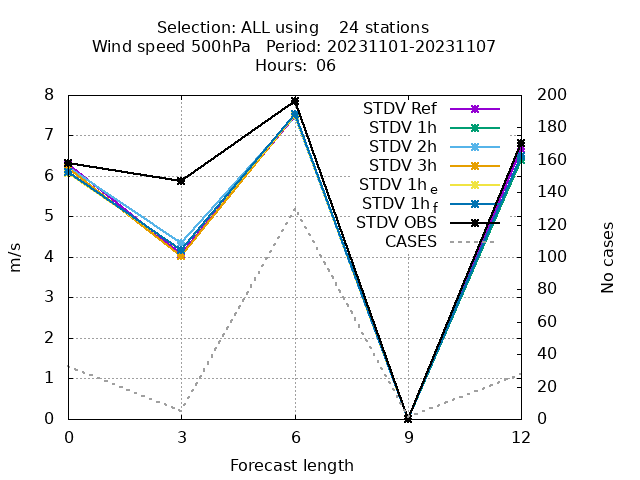 Selection: ALL using    24 stations
Wind speed 500hPa   Period: 20231101-20231107
Hours:  06
8
7
6
5
4
3
2
1
0
m/s
200
180
160
140
120
100
80
60
40
20
0
No cases
STDV Ref
STDV 1h
STDV 2h
STDV 3h
STDV 1h e
STDV 1h f
STDV OBS
CASES
0 3 6 9 12
Forecast length